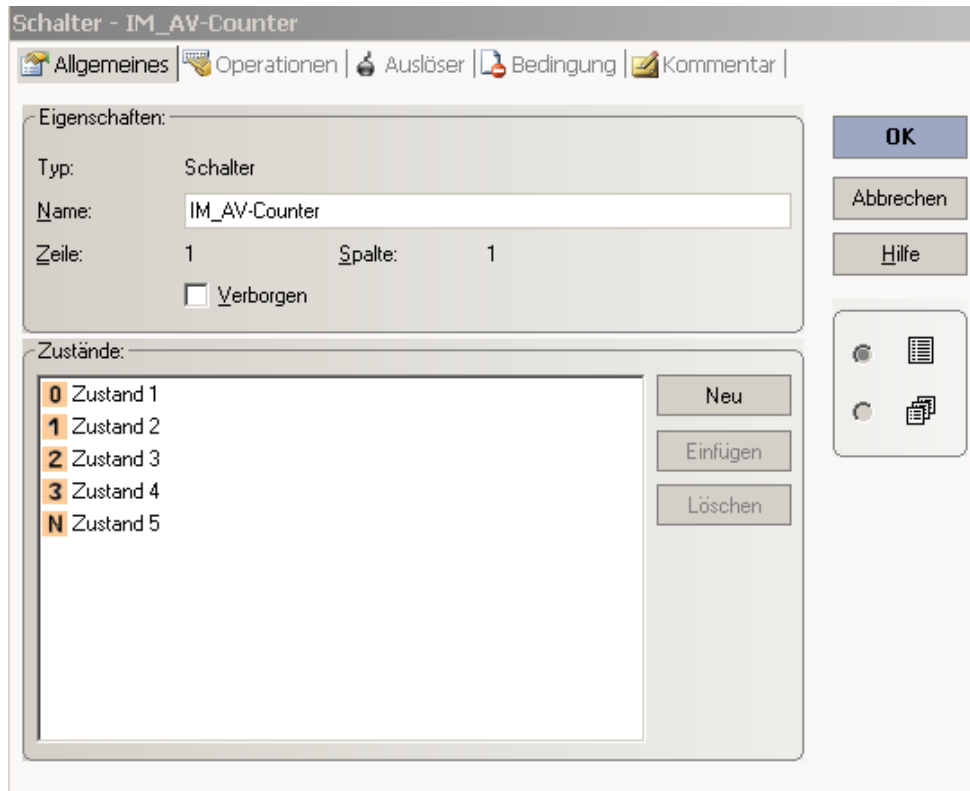 Schalter - IM_AV-Counter
Allgemeines Operationen Auslöser Bedingung Kommentar
Eigenschaften:
Typ: Schalter
Name: IM_AV-Counter
Zeile: 1 Spalte: 1
Verborgen
OK
Abbrechen
Hilfe
Zustände:
0 Zustand 1
1 Zustand 2
2 Zustand 3
3 Zustand 4
N Zustand 5
Neu
Einfügen
Löschen